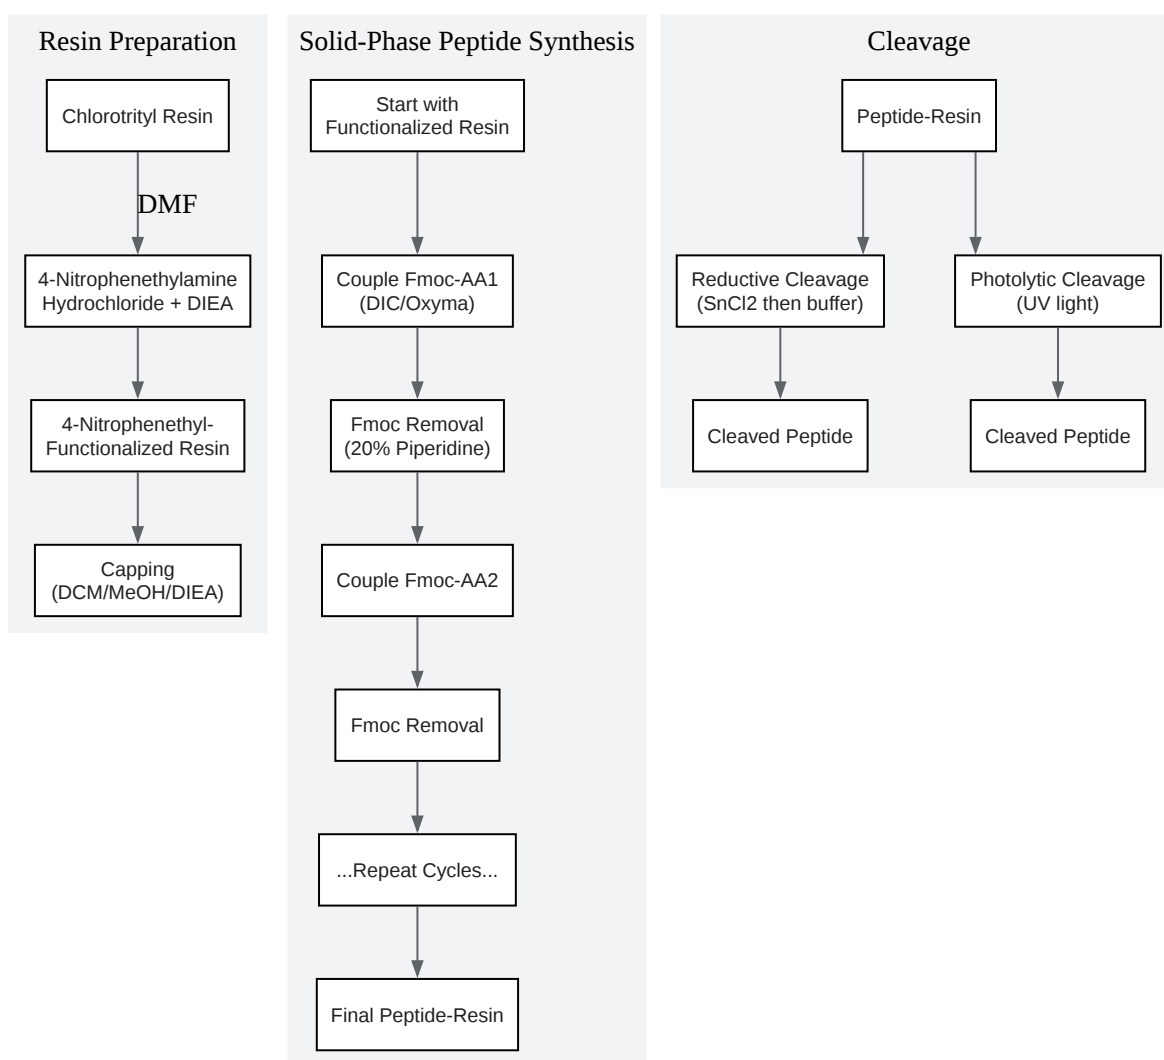 Resin Preparation
Chlorotrityl Resin
DMF
4-Nitrophenethylamine
Hydrochloride + DIEA
4-Nitrophenethyl-
Functionalized Resin
Capping
(DCM/MeOH/DIEA)
Solid-Phase Peptide Synthesis
Start with
Functionalized Resin
Couple Fmoc-AA1
(DIC/Oxyma)
Fmoc Removal
(20% Piperidine)
Couple Fmoc-AA2
Fmoc Removal
...Repeat Cycles...
Final Peptide-Resin
Cleavage
Peptide-Resin
Reductive Cleavage
(SnCl2 then buffer)
Cleaved Peptide
Photolytic Cleavage
(UV light)
Cleaved Peptide